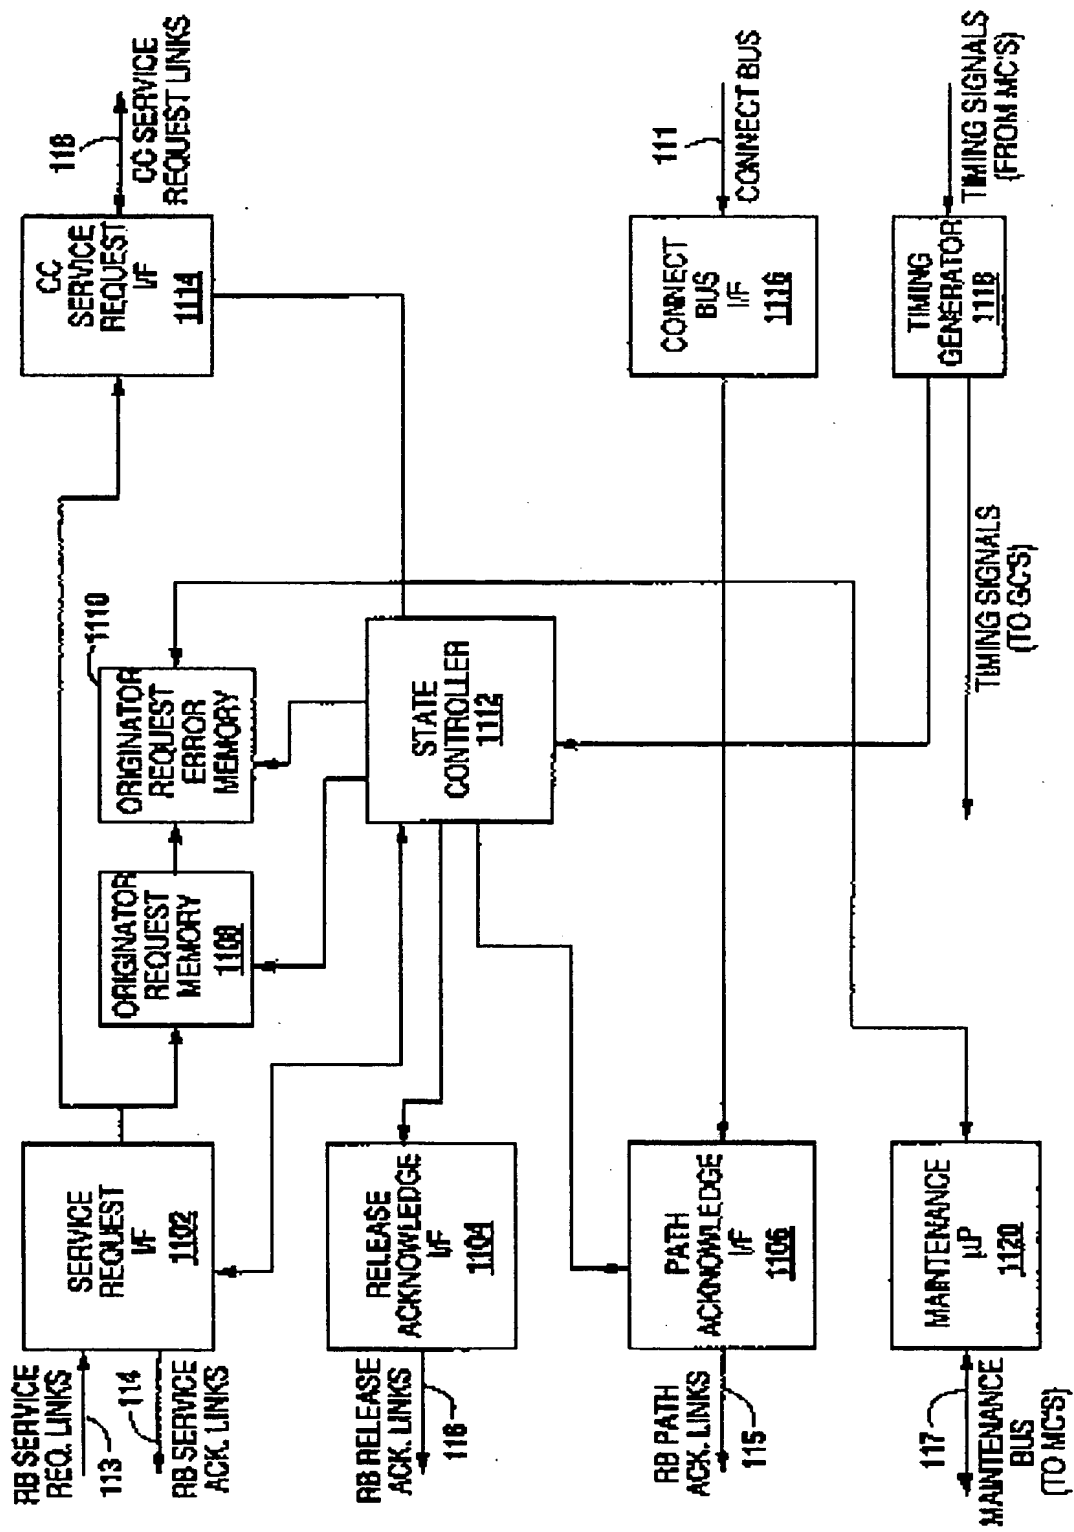 RB SERVICE
REQ. LINKS
113
114
RB SERVICE
ACK. LINKS
SERVICE
REQUEST
I/F
1102
ORIGINATOR
REQUEST
MEMORY
1108
ORIGINATOR
REQUEST
ERROR
MEMORY
1110
CC
SERVICE
REQUEST
I/F
1114
118
CC SERVICE
REQUEST LINKS
RB RELEASE
ACK. LINKS
116
RELEASE
ACKNOWLEDGE
I/F
1104
STATE
CONTROLLER
1112
RB PATH
ACK. LINKS
115
PATH
ACKNOWLEDGE
I/F
1106
CONNECT
BUS
I/F
1116
111
CONNECT BUS
117
MAINTENANCE
BUS
(TO MC'S)
MAINTENANCE
µP
1120
TIMING SIGNALS
(TO GC'S)
TIMING
GENERATOR
1118
TIMING SIGNALS
(FROM MC'S)